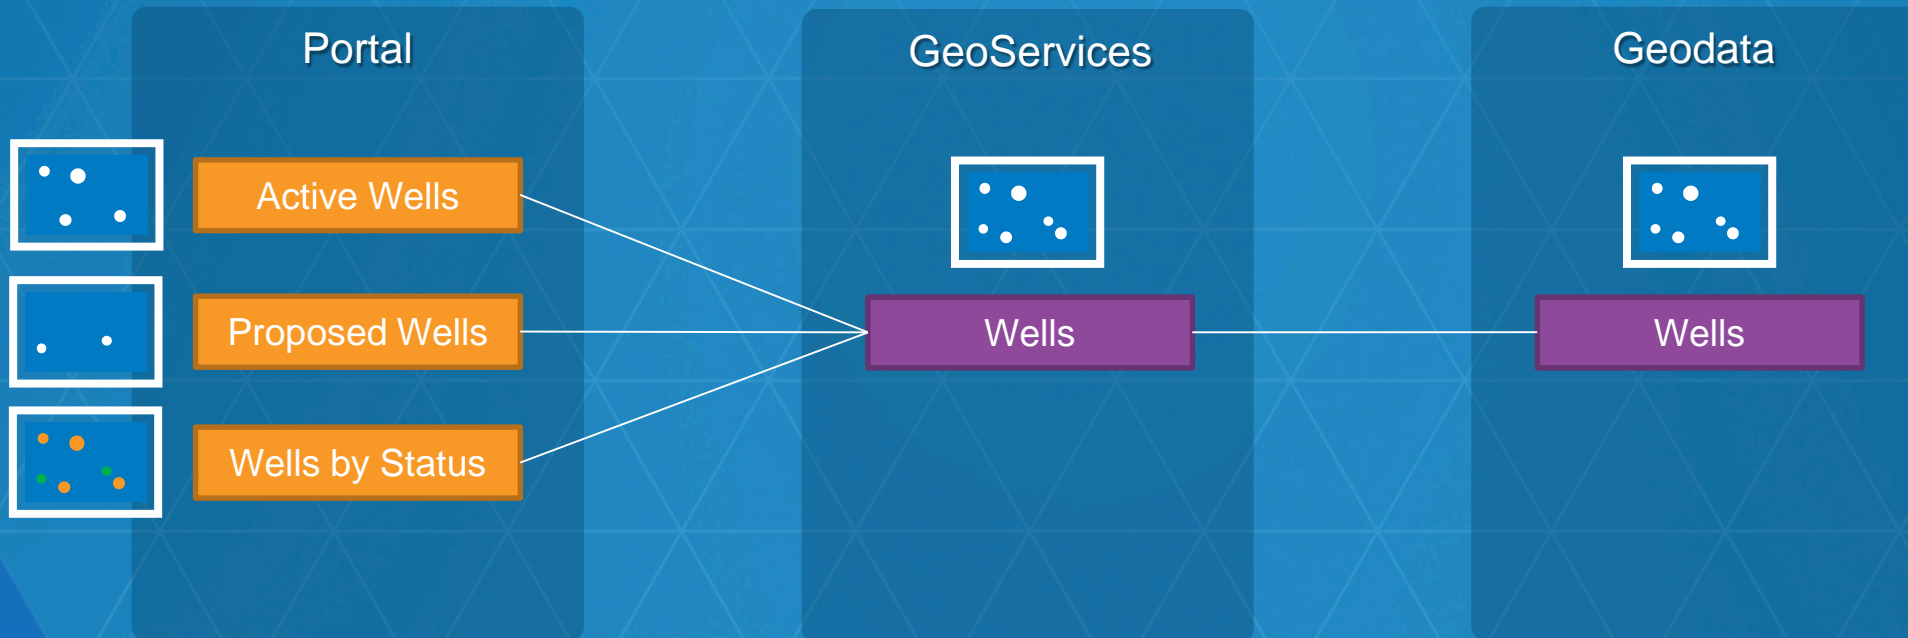 Portal
GeoServices
Geodata
Active Wells
Proposed Wells
Wells
Wells
Wells by Status